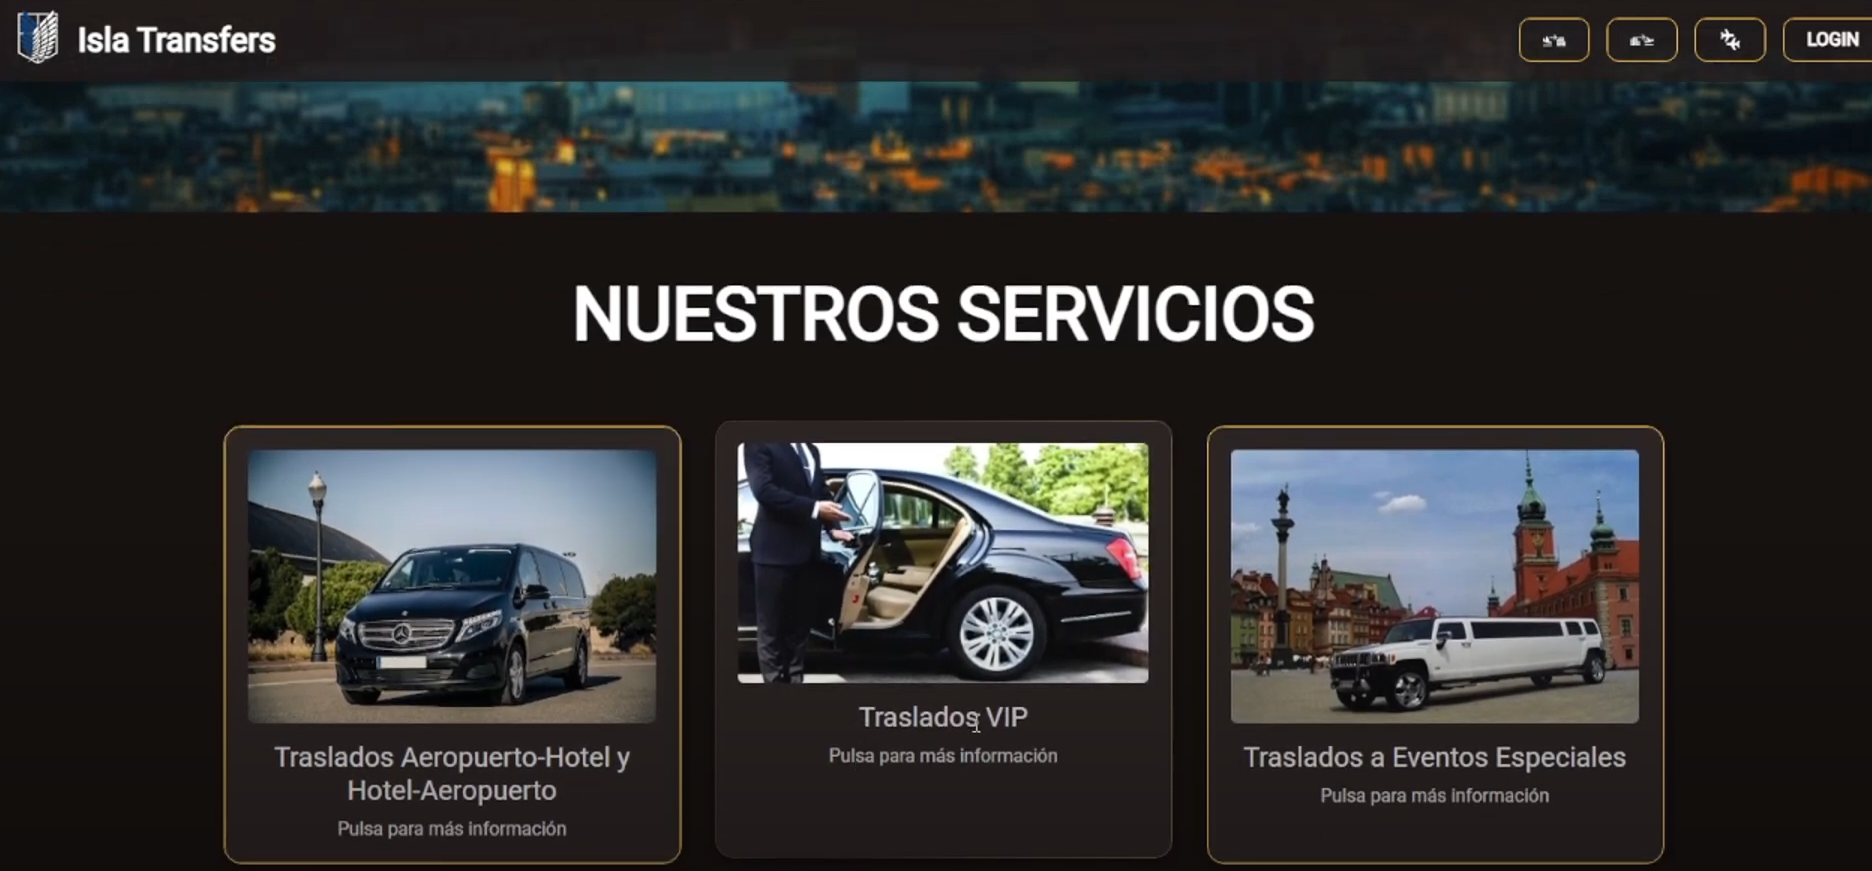 Isla Transfers
LOGIN
NUESTROS SERVICIOS
Traslados Aeropuerto-Hotel y
Hotel-Aeropuerto
Pulsa para más información
Traslados VIP
Pulsa para más información
Traslados a Eventos Especiales
Pulsa para más información